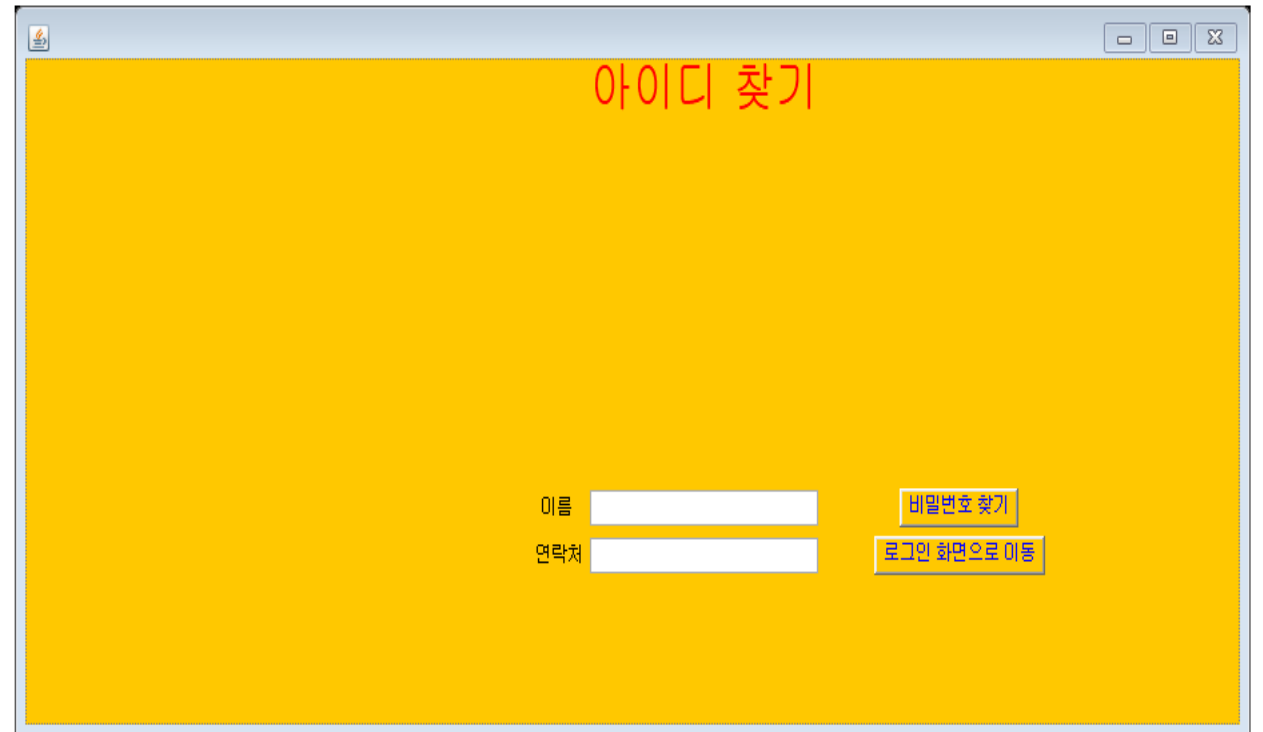 아이디 찾기
이름
비밀번호 찾기
연락처
로그인 화면으로 이동